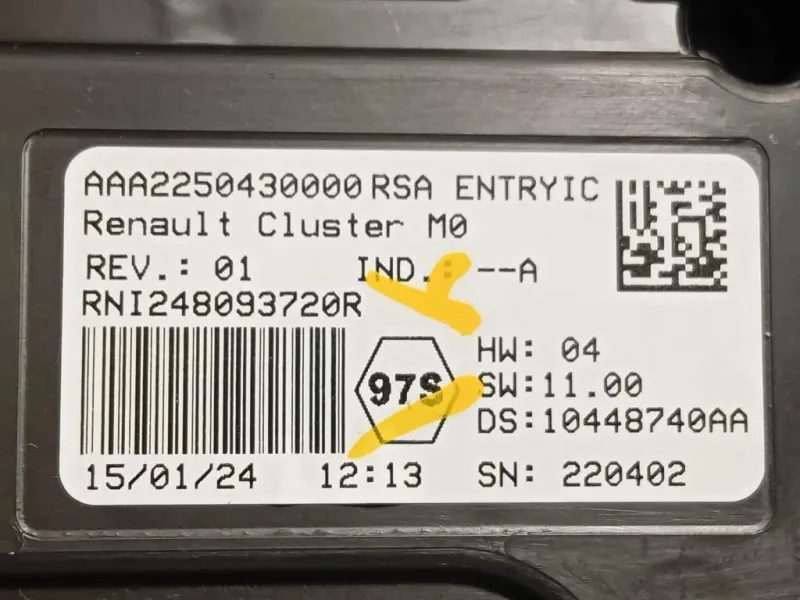 AAA2250430000 RSA ENTRYIC
Renault Cluster M0
REV.: 01 IND.: --A
RNI248093720R
97S
HW: 04
SW:11.00
DS:10448740AA
15/01/24 12:13 SN: 220402